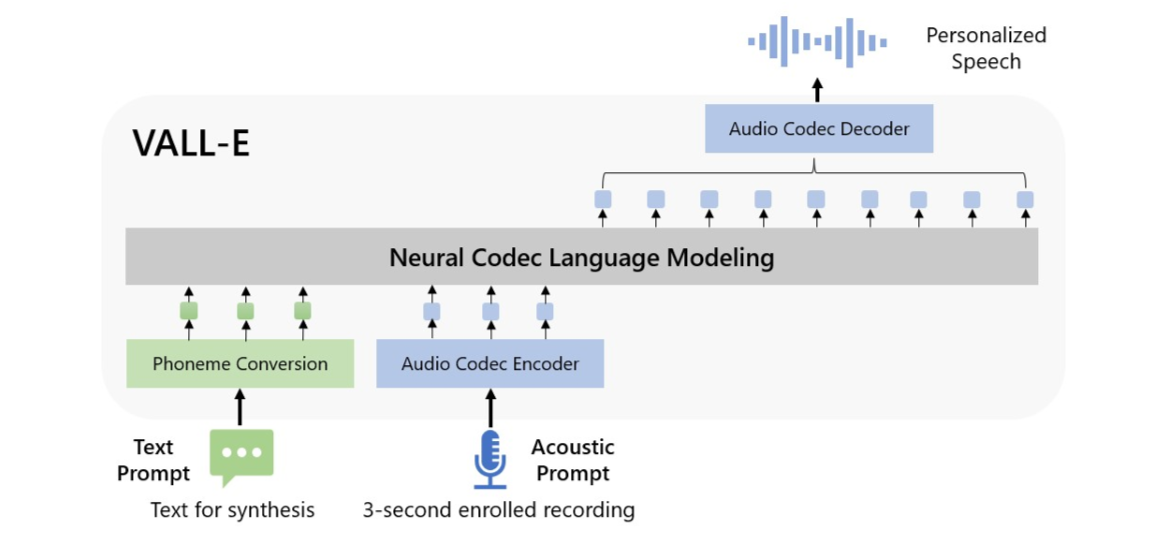 Personalized
Speech
Audio Codec Decoder
VALL-E
Neural Codec Language Modeling
Phoneme Conversion
Audio Codec Encoder
Text
Prompt
Acoustic
Prompt
Text for synthesis
3-second enrolled recording